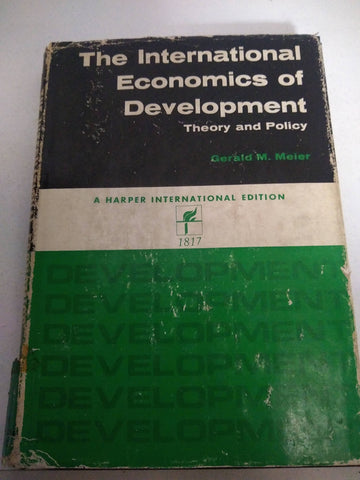 The International
Economics of
Development
Theory and Policy
Gerald M. Meier
A HARPER INTERNATIONAL EDITION
1817
DEVELOPMENT
DEVELOPMENT
DEVELOPMENT
DEVELOPMENT
DEVELOPMENT
DEVELOPMENT